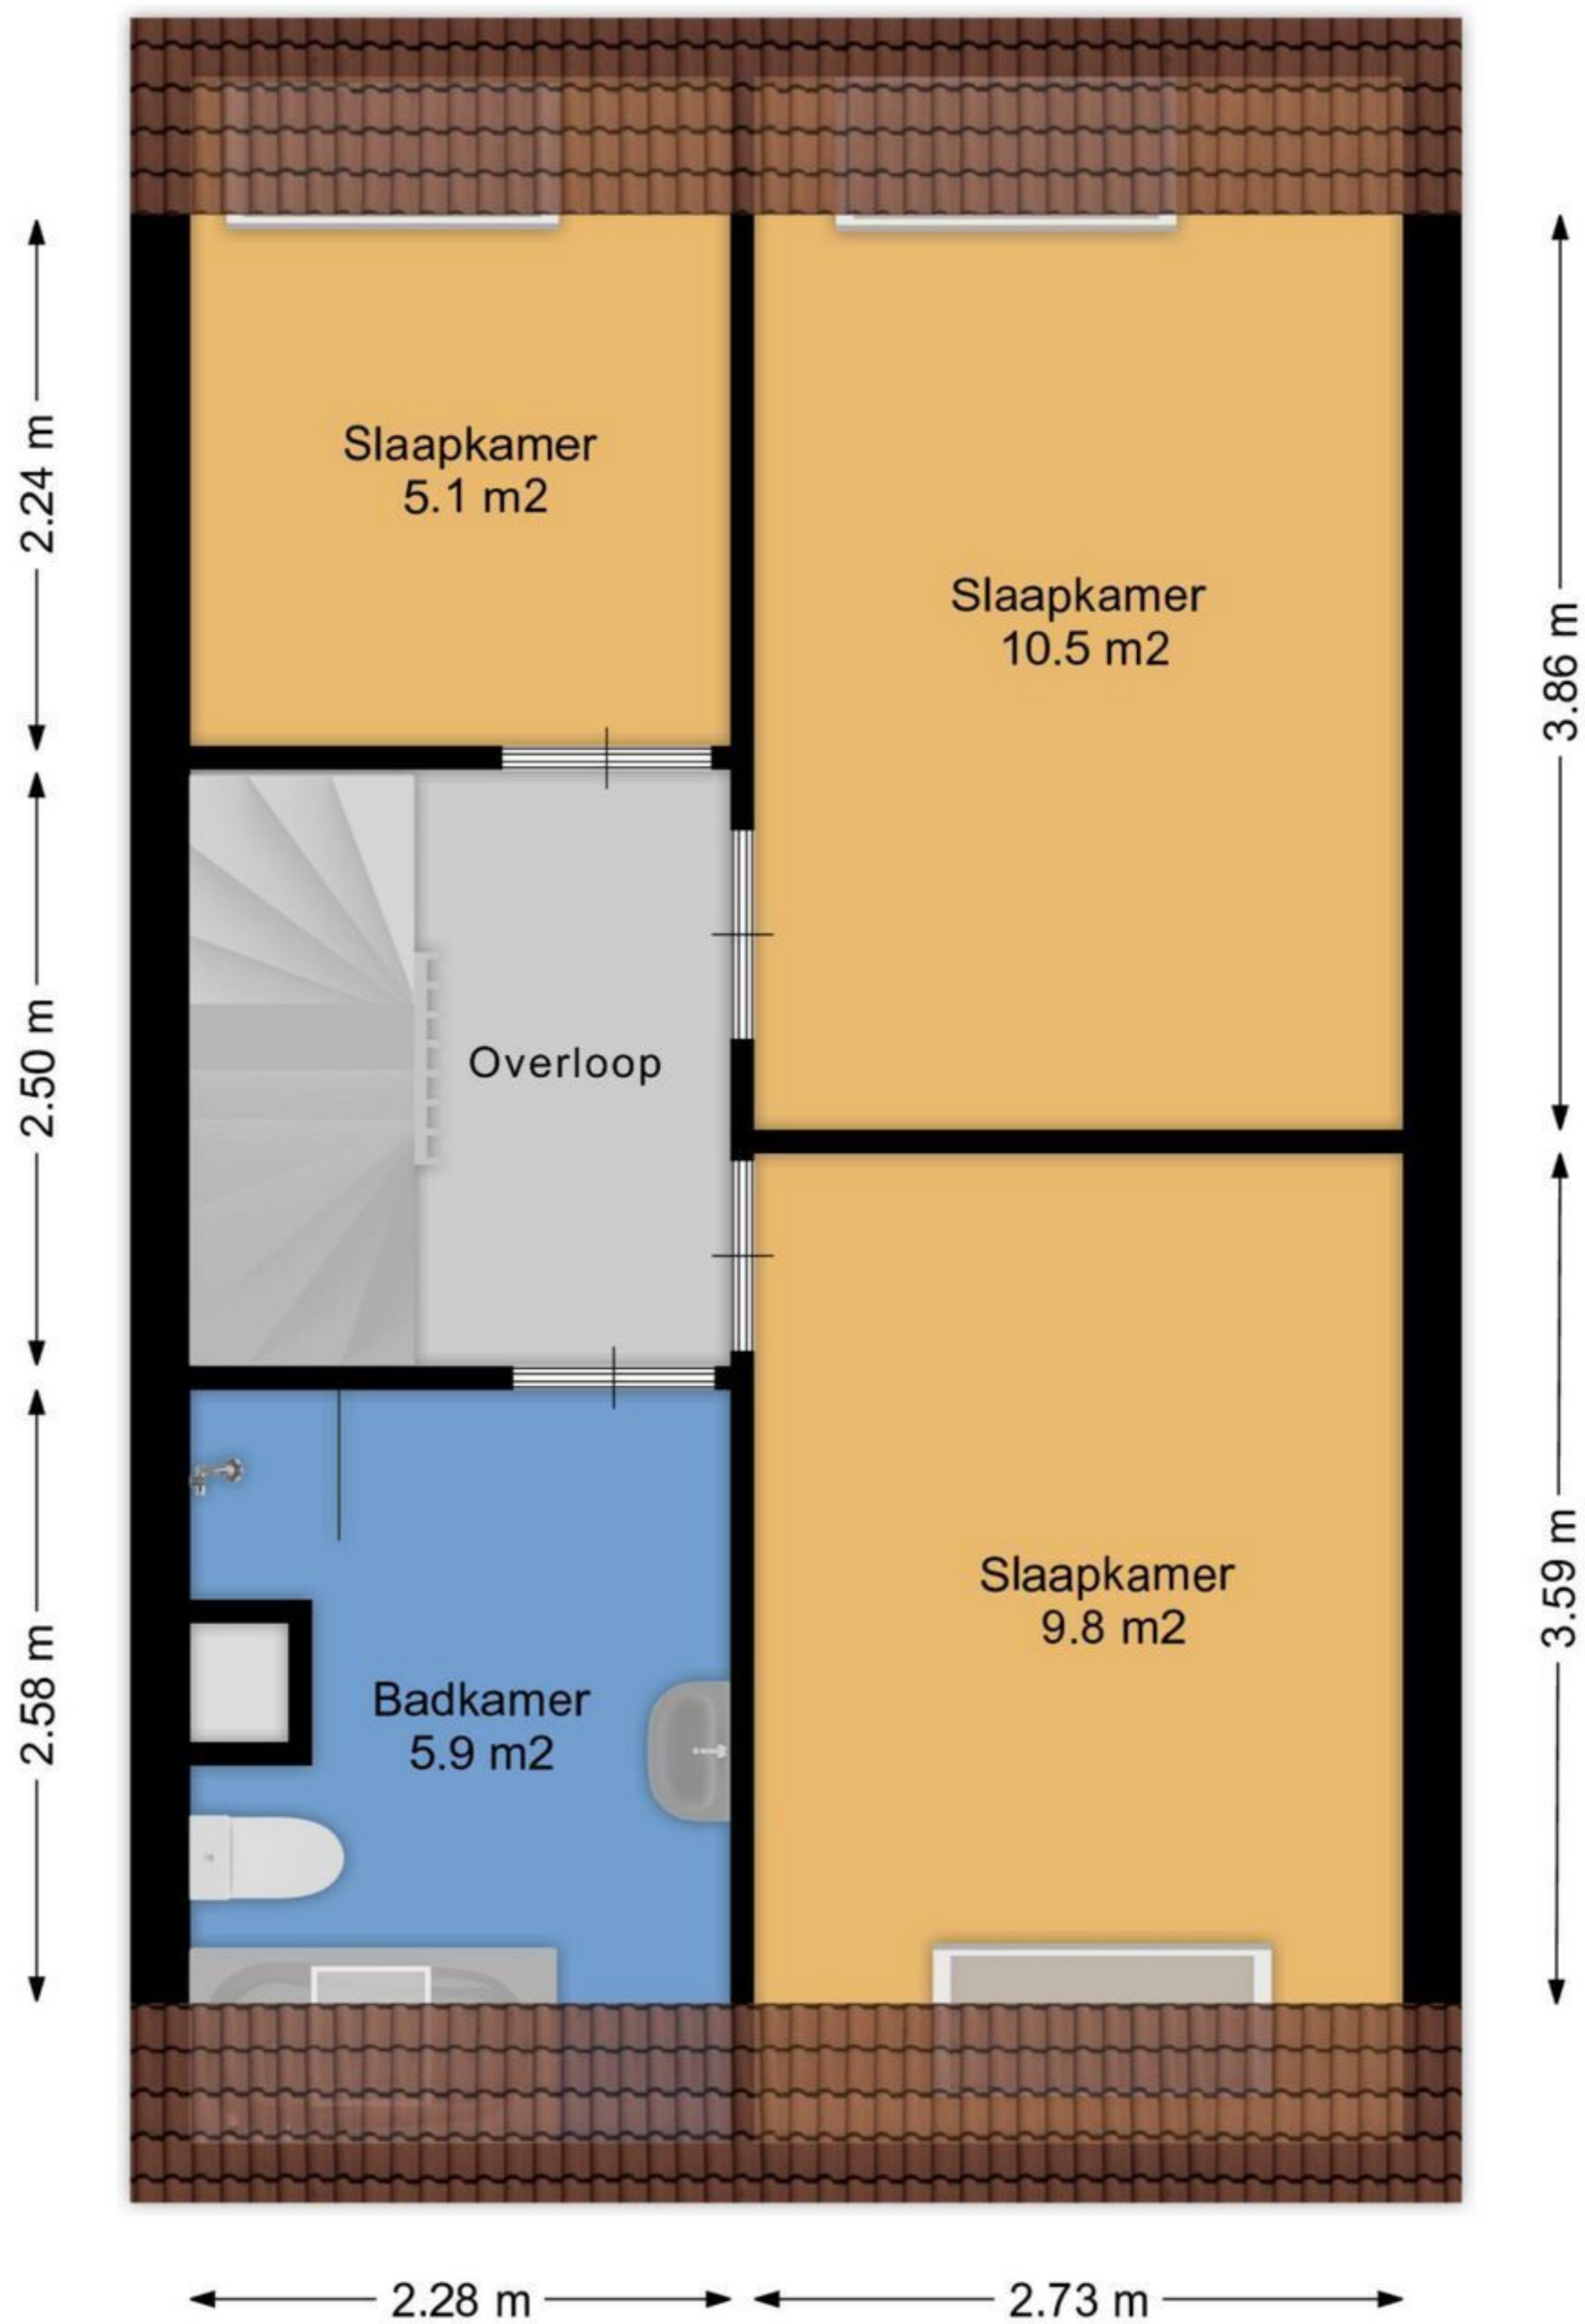 Slaapkamer
5.1 m2
Slaapkamer
10.5 m2
2.24 m
3.86 m
Overloop
2.50 m
Slaapkamer
9.8 m2
3.59 m
Badkamer
5.9 m2
2.58 m
2.28 m
2.73 m